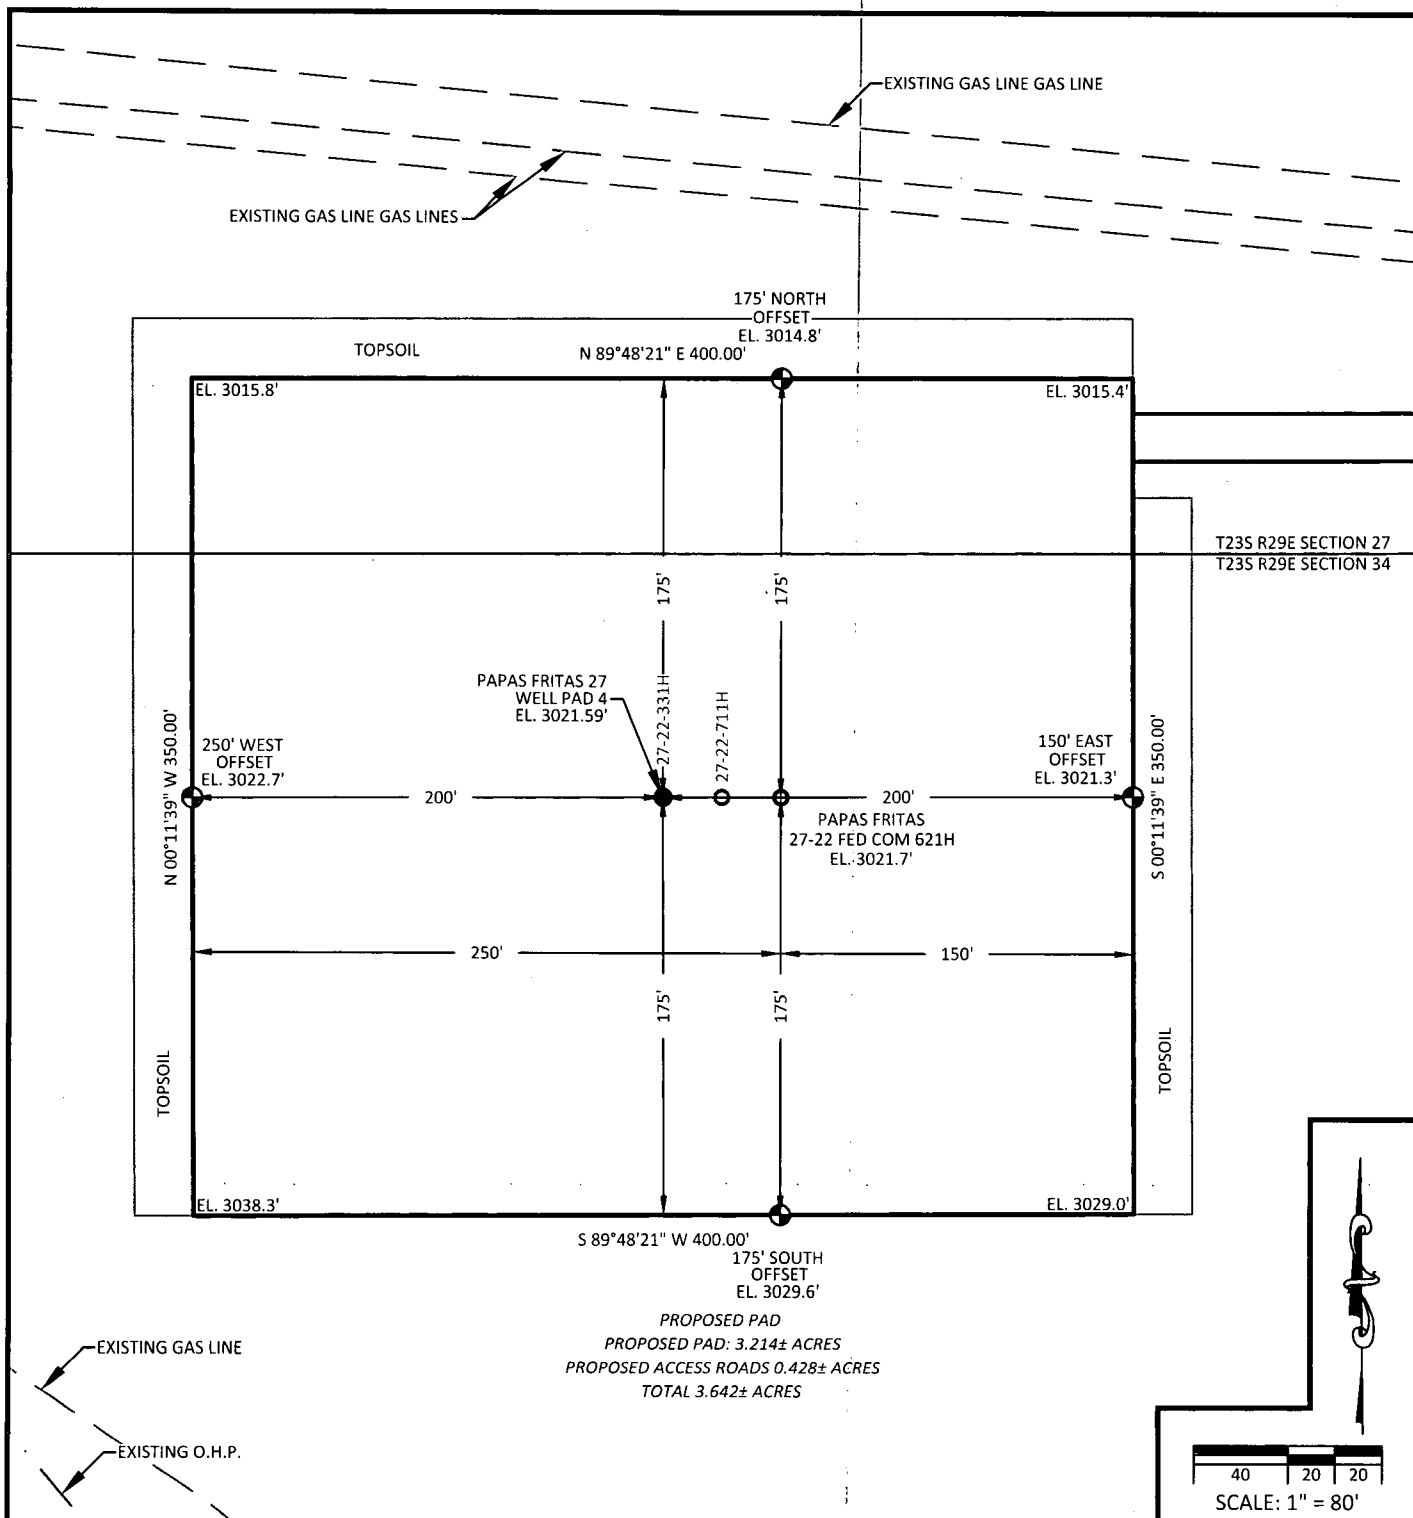 EXISTING GAS LINE GAS LINE
EXISTING GAS LINE GAS LINES
175' NORTH
OFFSET
EL. 3014.8'
TOPSOIL
N 89°48'21" E 400.00'
EL. 3015.8'
EL. 3015.4'
T23S R29E SECTION 27
T23S R29E SECTION 34
175'
175'
PAPAS FRITAS 27
WELL PAD 4
EL. 3021.59'
27-22-331H
27-22-711H
N 00°11'39" W 350.00'
250' WEST
OFFSET
EL. 3022.7'
150' EAST
OFFSET
EL. 3021.3'
S 00°11'39" E 350.00'
200'
200'
PAPAS FRITAS
27-22 FED COM 621H
EL. 3021.7'
250'
150'
175'
175'
TOPSOIL
TOPSOIL
EL. 3038.3'
EL. 3029.0'
S 89°48'21" W 400.00'
175' SOUTH
OFFSET
EL. 3029.6'
PROPOSED PAD
PROPOSED PAD: 3.214± ACRES
PROPOSED ACCESS ROADS 0.428± ACRES
TOTAL 3.642± ACRES
EXISTING GAS LINE
EXISTING O.H.P.
40 20 20
SCALE: 1" = 80'